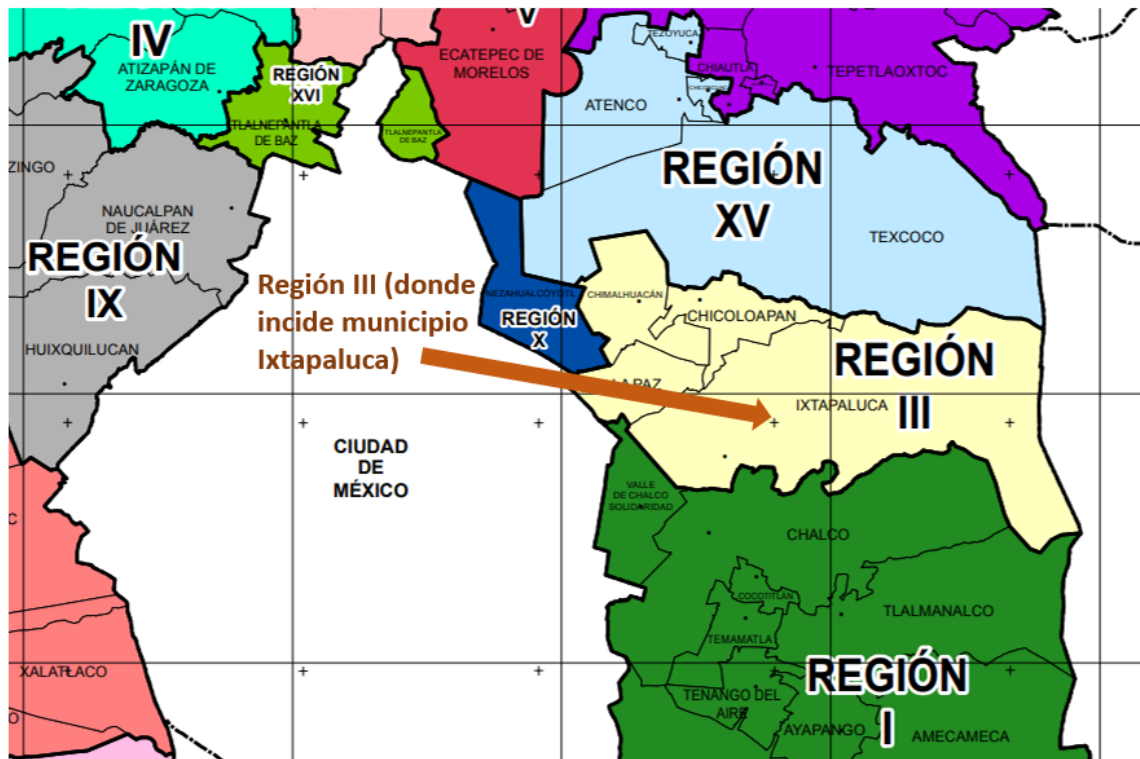 IV
ATIZAPÁN DE
ZARAGOZA
REGIÓN
XVI
TLALNEPANTLA
DE BAZ
TLALNEPANTLA
DE BAZ
V
ECATEPEC DE
MORELOS
TEZOYUCA
CHIAUTLA
TEPETLAOXTOC
ATENCO
REGIÓN
XV
TEXCOCO
ZINGO
NAUCALPAN
DE JUÁREZ
REGIÓN
IX
HUIXQUILUCAN
Región III (donde
incide municipio
Ixtapaluca)
NEZAHUALCÓYOTL
REGIÓN
X
CHIMALHUACÁN
CHICOLOAPAN
LA PAZ
REGIÓN
III
IXTAPALUCA
CIUDAD
DE
MÉXICO
VALLE
DE CHALCO
SOLIDARIDAD
CHALCO
COCOTITLÁN
TLALMANALCO
TEMAMATLA
REGIÓN
I
TENANGO DEL
AIRE
AYAPANGO
AMECAMECA
C
XALATLACO
O